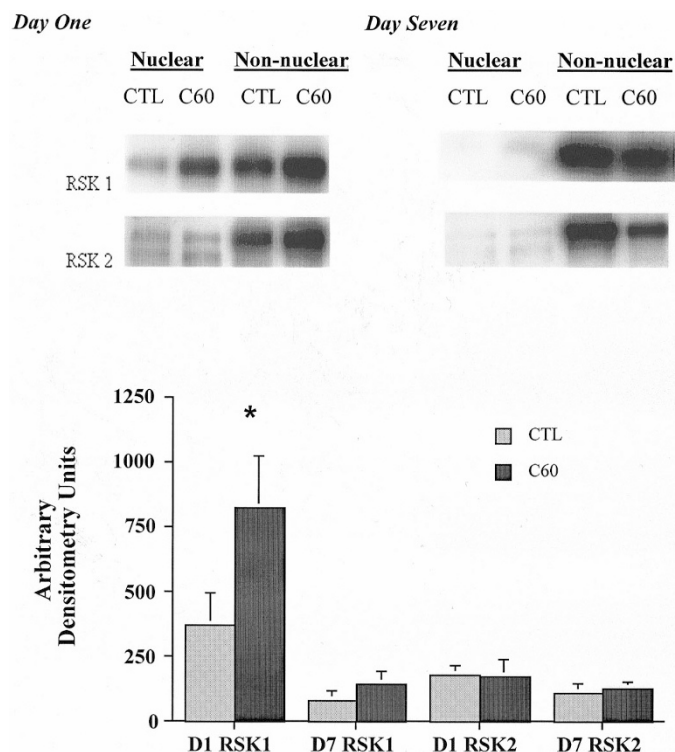 Day One Day Seven
Nuclear Non-nuclear Nuclear Non-nuclear
CTL C60 CTL C60 CTL C60 CTL C60
RSK 1
RSK 2
1250
*
CTL
1000
C60
750
Arbitrary
Densitometry Units
500
250
0
D1 RSK1 D7 RSK1 D1 RSK2 D7 RSK2